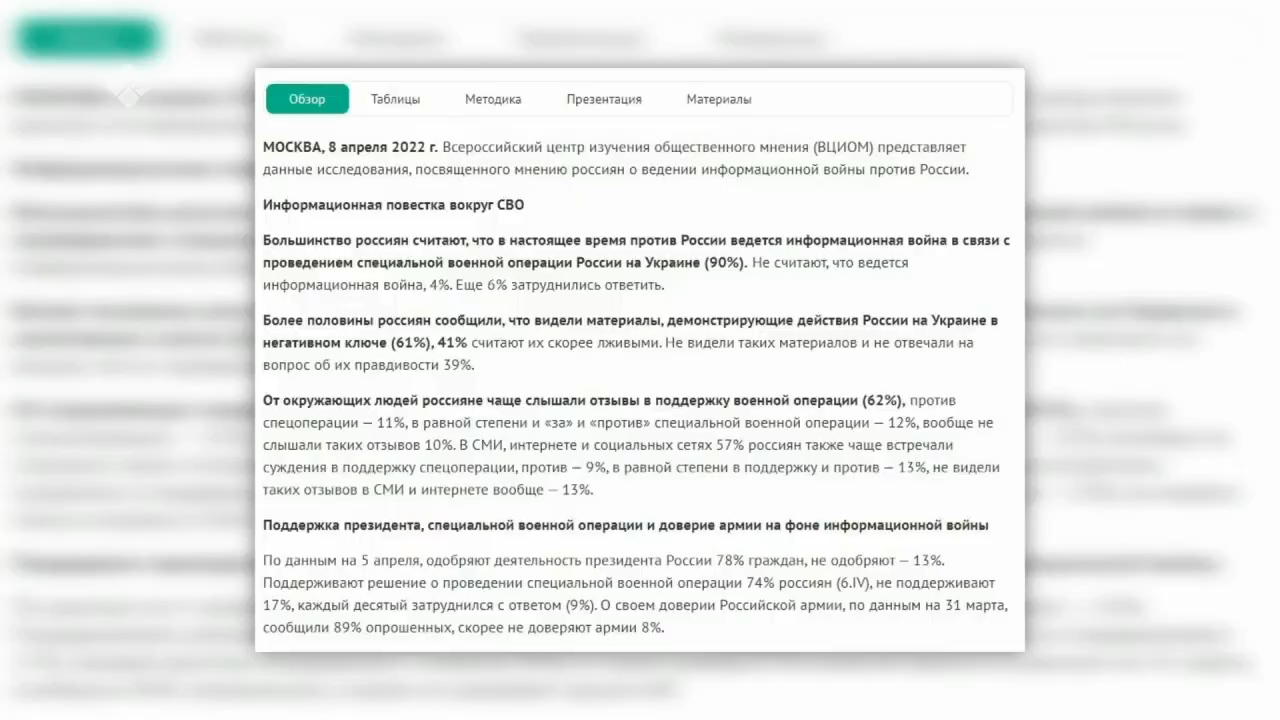 Обзор Таблицы Методика Презентация Материалы
МОСКВА, 8 апреля 2022 г. Всероссийский центр изучения общественного мнения (ВЦИОМ) представляет
данные исследования, посвященного мнению россиян о ведении информационной войны против России.
Информационная повестка вокруг СВО
Большинство россиян считают, что в настоящее время против России ведется информационная война в связи с
проведением специальной военной операции России на Украине (90%). Не считают, что ведется
информационная война, 4%. Еще 6% затруднились ответить.
Более половины россиян сообщили, что видели материалы, демонстрирующие действия России на Украине в
негативном ключе (61%), 41% считают их скорее лживыми. Не видели таких материалов и не отвечали на
вопрос об их правдивости 39%.
От окружающих людей россияне чаще слышали отзывы в поддержку военной операции (62%), против
спецоперации — 11%, в равной степени и «за» и «против» специальной военной операции — 12%, вообще не
слышали таких отзывов 10%. В СМИ, интернете и социальных сетях 57% россиян также чаще встречали
суждения в поддержку спецоперации, против — 9%, в равной степени в поддержку и против — 13%, не видели
таких отзывов в СМИ и интернете вообще — 13%.
Поддержка президента, специальной военной операции и доверие армии на фоне информационной войны
По данным на 5 апреля, одобряют деятельность президента России 78% граждан, не одобряют — 13%.
Поддерживают решение о проведении специальной военной операции 74% россиян (6.IV), не поддерживают
17%, каждый десятый затруднился с ответом (9%). О своем доверии Российской армии, по данным на 31 марта,
сообщили 89% опрошенных, скорее не доверяют армии 8%.